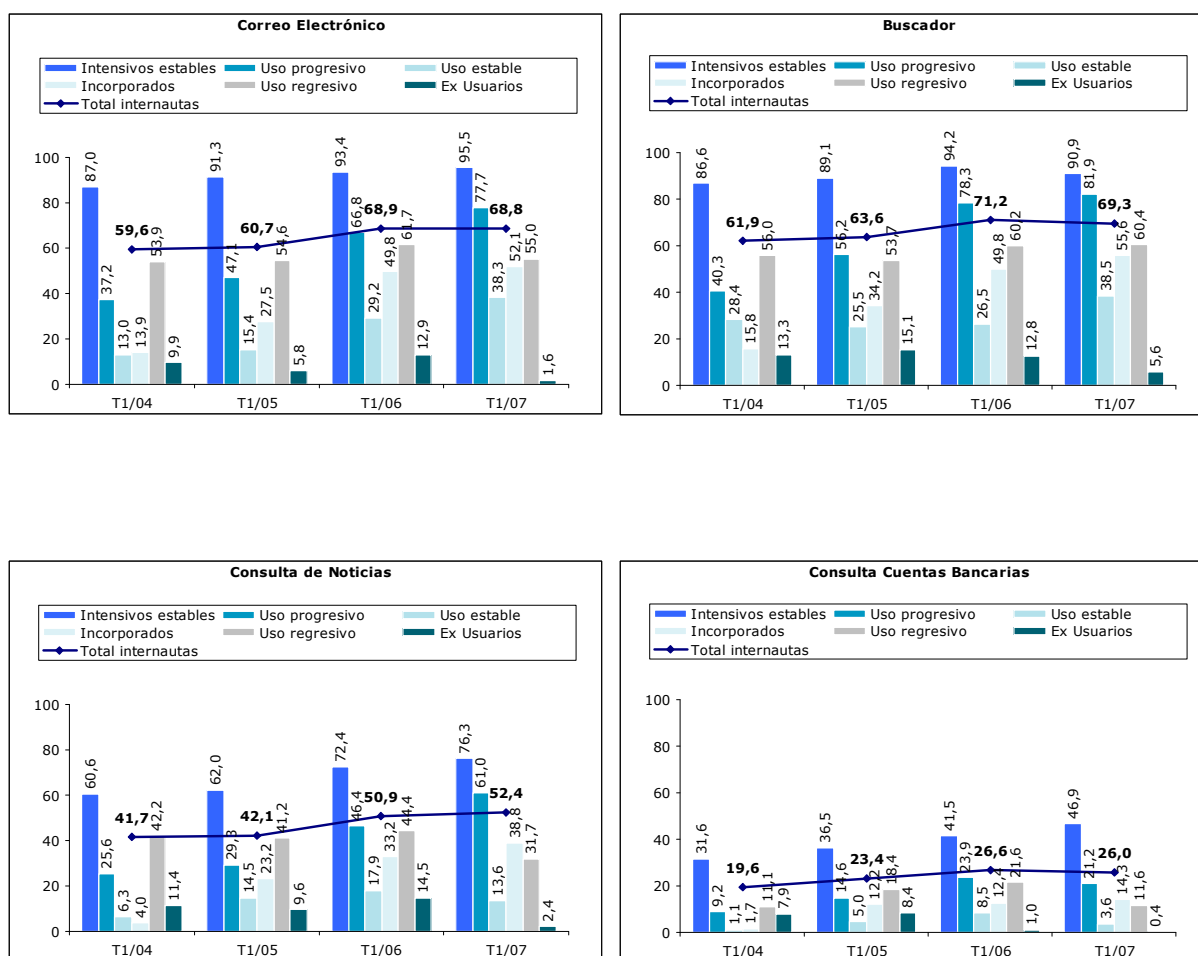 Correo Electrónico
Intensivos estables Uso progresivo Uso estable
Incorporados Uso regresivo Ex Usuarios
Total internautas
100
80
60
40
20
0
87,0 37,2 13,0 13,9 53,9 9,9
91,3 47,1 15,4 27,5 54,6 5,8
93,4 66,8 29,2 49,8 61,7 12,9
95,5 77,7 38,3 52,1 55,0 1,6
59,6 60,7 68,9 68,8
T1/04 T1/05 T1/06 T1/07
Buscador
Intensivos estables Uso progresivo Uso estable
Incorporados Uso regresivo Ex Usuarios
Total internautas
100
80
60
40
20
0
86,6 40,3 28,4 15,8 56,0 13,3
89,1 56,2 25,5 34,2 53,7 15,1
94,2 78,3 26,5 49,8 60,2 12,8
90,9 81,9 38,5 55,6 60,4 5,6
61,9 63,6 71,2 69,3
T1/04 T1/05 T1/06 T1/07
Consulta de Noticias
Intensivos estables Uso progresivo Uso estable
Incorporados Uso regresivo Ex Usuarios
Total internautas
100
80
60
40
20
0
60,6 25,6 6,3 4,0 42,2 11,4
62,0 29,3 14,5 23,2 41,2 9,6
72,4 46,4 17,9 33,2 44,4 14,5
76,3 61,0 13,6 38,8 31,7 2,4
41,7 42,1 50,9 52,4
T1/04 T1/05 T1/06 T1/07
Consulta Cuentas Bancarias
Intensivos estables Uso progresivo Uso estable
Incorporados Uso regresivo Ex Usuarios
Total internautas
100
80
60
40
20
0
31,6 9,2 1,1 1,7 11,1 7,9
36,5 14,6 5,0 12,2 18,4 8,4
41,5 23,9 8,5 12,4 21,6 1,0
46,9 21,2 3,6 14,3 11,6 0,4
19,6 23,4 26,6 26,0
T1/04 T1/05 T1/06 T1/07